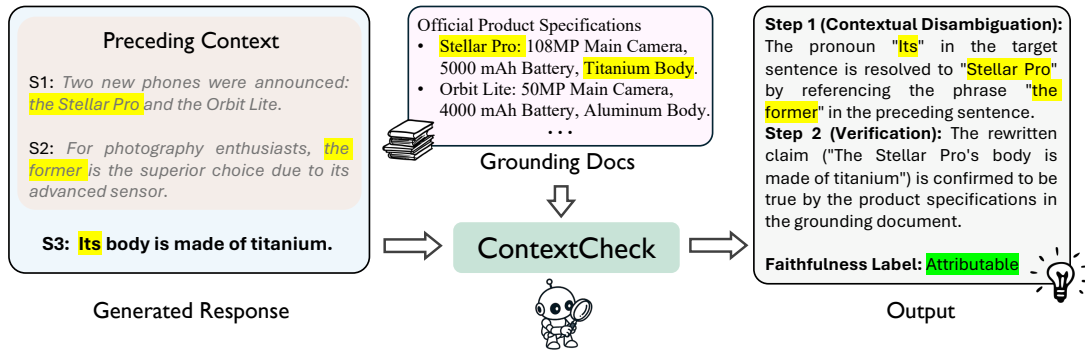 Preceding Context
S1: Two new phones were announced:
the Stellar Pro and the Orbit Lite.
S2: For photography enthusiasts, the
former is the superior choice due to its
advanced sensor.
S3: Its body is made of titanium.
Generated Response
Official Product Specifications
• Stellar Pro: 108MP Main Camera,
5000 mAh Battery, Titanium Body.
• Orbit Lite: 50MP Main Camera,
4000 mAh Battery, Aluminum Body.
...
Grounding Docs
ContextCheck
Step 1 (Contextual Disambiguation):
The pronoun "Its" in the target
sentence is resolved to "Stellar Pro"
by referencing the phrase "the
former" in the preceding sentence.
Step 2 (Verification): The rewritten
claim ("The Stellar Pro's body is
made of titanium") is confirmed to be
true by the product specifications in
the grounding document.
Faithfulness Label: Attributable
Output